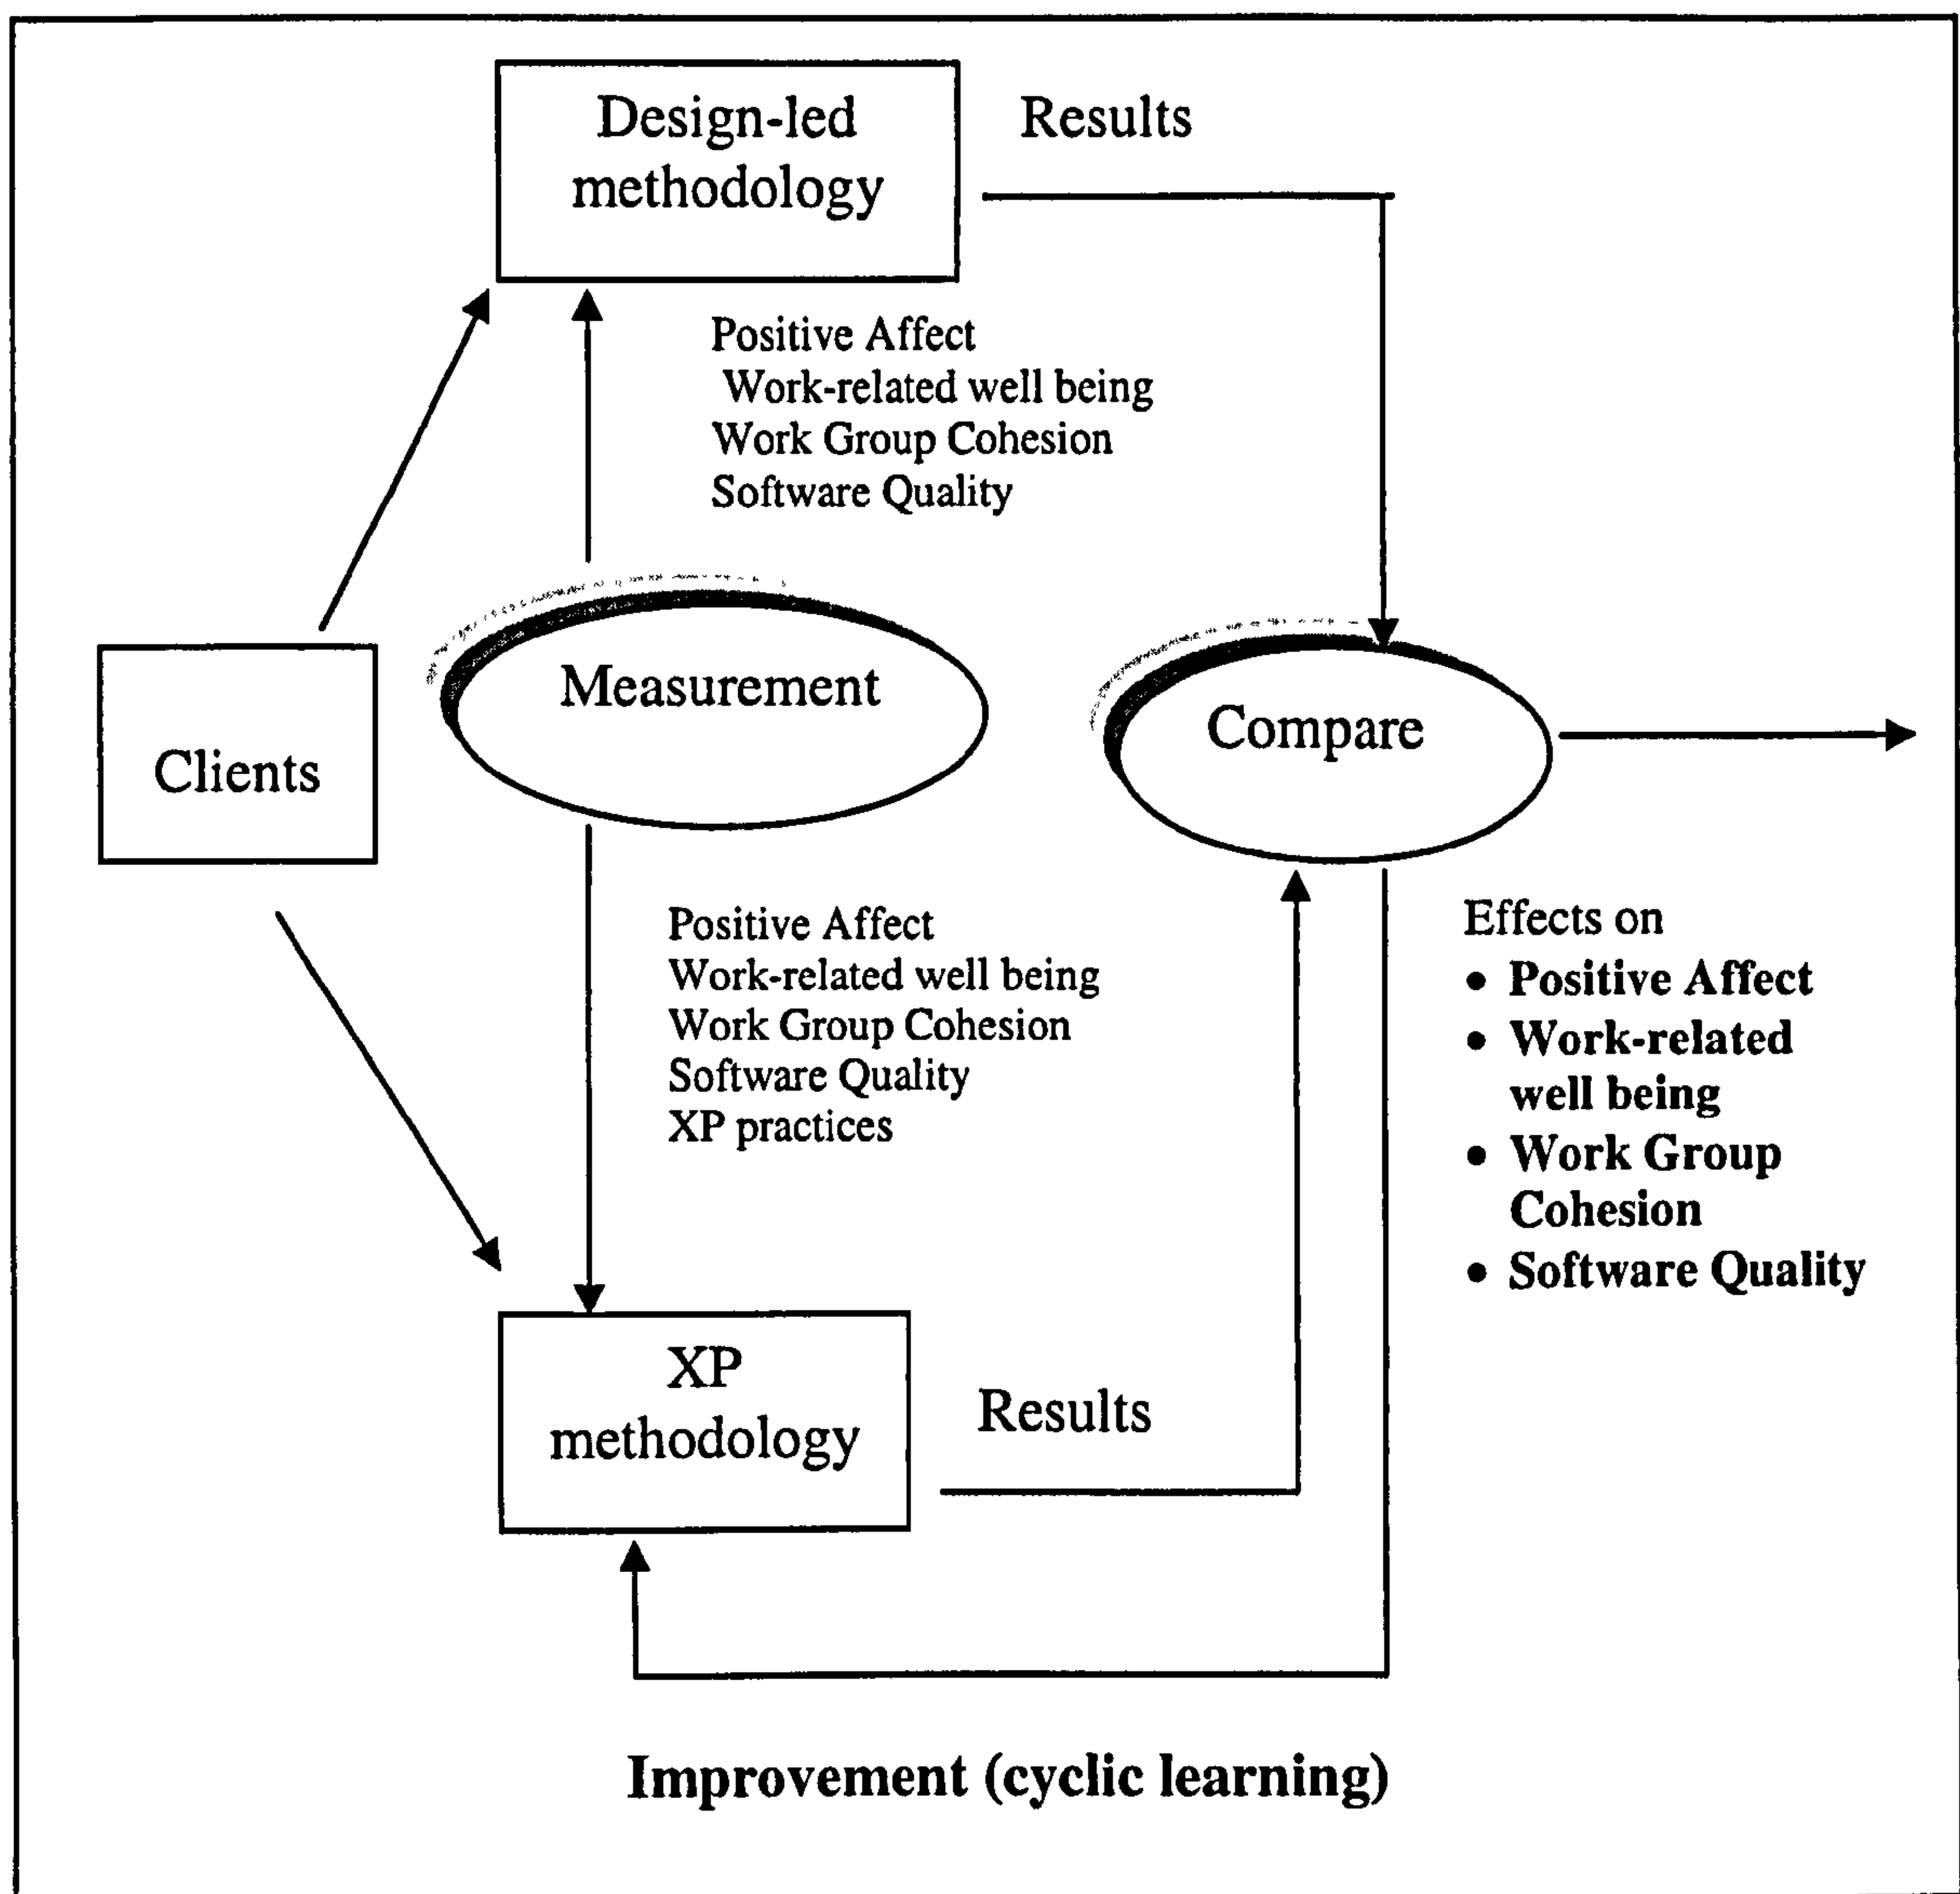 Design-led
methodology
Results
Positive Affect
Work-related well being
Work Group Cohesion
Software Quality
Measurement
Compare
Clients
Positive Affect
Work-related well being
Work Group Cohesion
Software Quality
XP practices
Effects on
• Positive Affect
• Work-related
well being
• Work Group
Cohesion
• Software Quality
XP
methodology
Results
Improvement (cyclic learning)